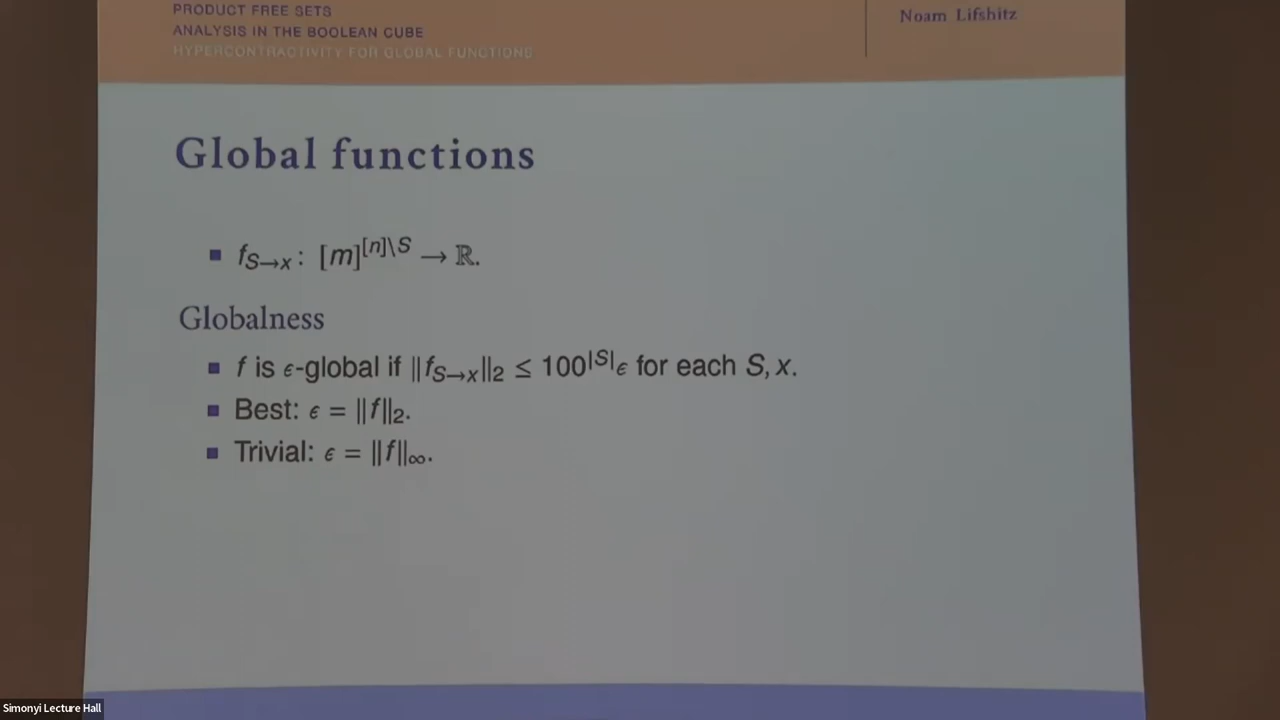 PRODUCT FREE SETS
ANALYSIS IN THE BOOLEAN CUBE
HYPERCONTRACTIVITY FOR GLOBAL FUNCTIONS
Noam Lifshitz
Global functions
f_{S→x} : [m]^{[n]\S} → ℝ.
Globalness
f is ϵ-global if ||f_{S→x}||_2 ≤ 100^{|S|}ϵ for each S, x.
Best: ϵ = ||f||_2.
Trivial: ϵ = ||f||_∞.
Simonyi Lecture Hall